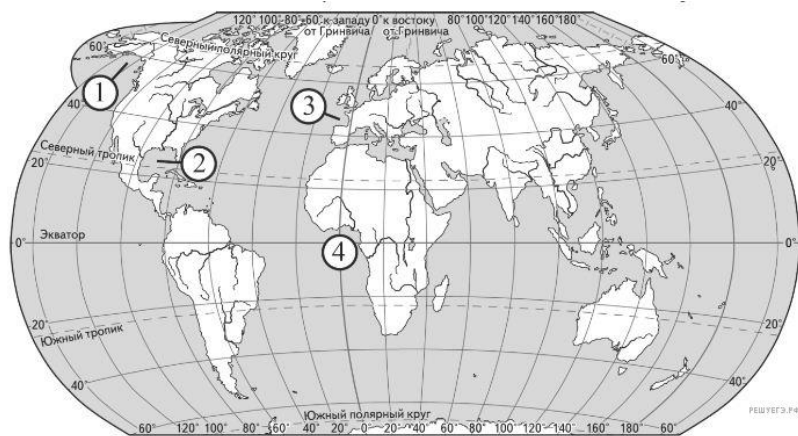 120° 100° 80° 60° к западу 0° к востоку 80° 100° 120° 140° 160° 180°
от Гринвича от Гринвича
Северный полярный круг
60° 60°
1
3
40° 40°
2
Северный тропик
20° 20°
Экватор
0° 0°
4
20° 20°
Южный тропик
40° 40°
Южный полярный круг
60° 120° 100° 80° 60° 40° 20° 0° 20° 40° 60° 80° 100° 120° 140° 160° 180° 60°
РЕШУЕГЭ.РФ